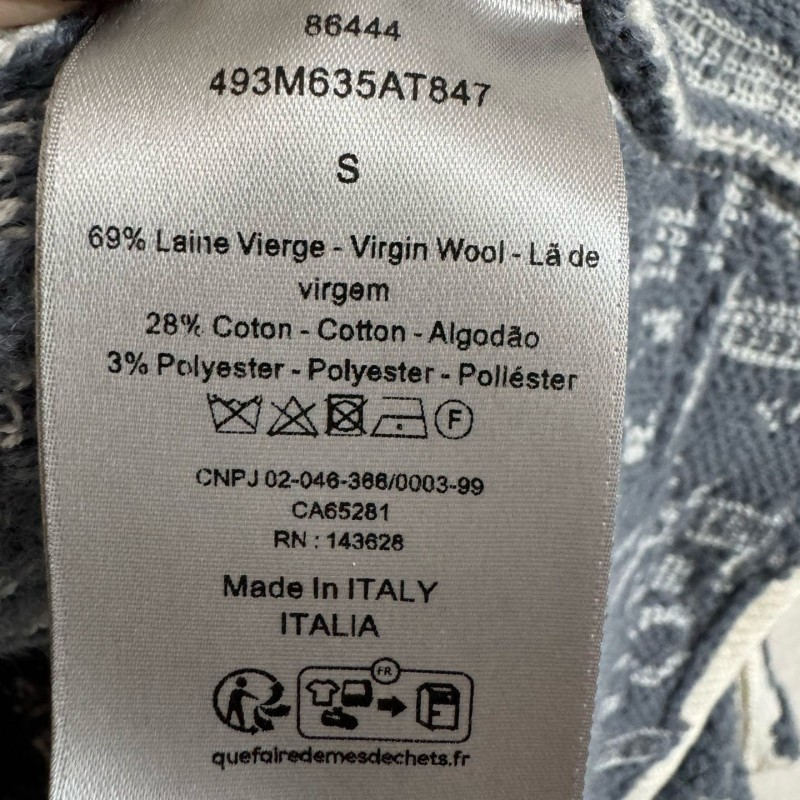 86444
493M635AT847
S
69% Laine Vierge - Virgin Wool - Lã de
virgem
28% Coton - Cotton - Algodão
3% Polyester - Polyester - Poliéster
F
CNPJ 02-046-366/0003-99
CA65281
RN : 143628
Made In ITALY
ITALIA
FR
quefairedemesdechets.fr